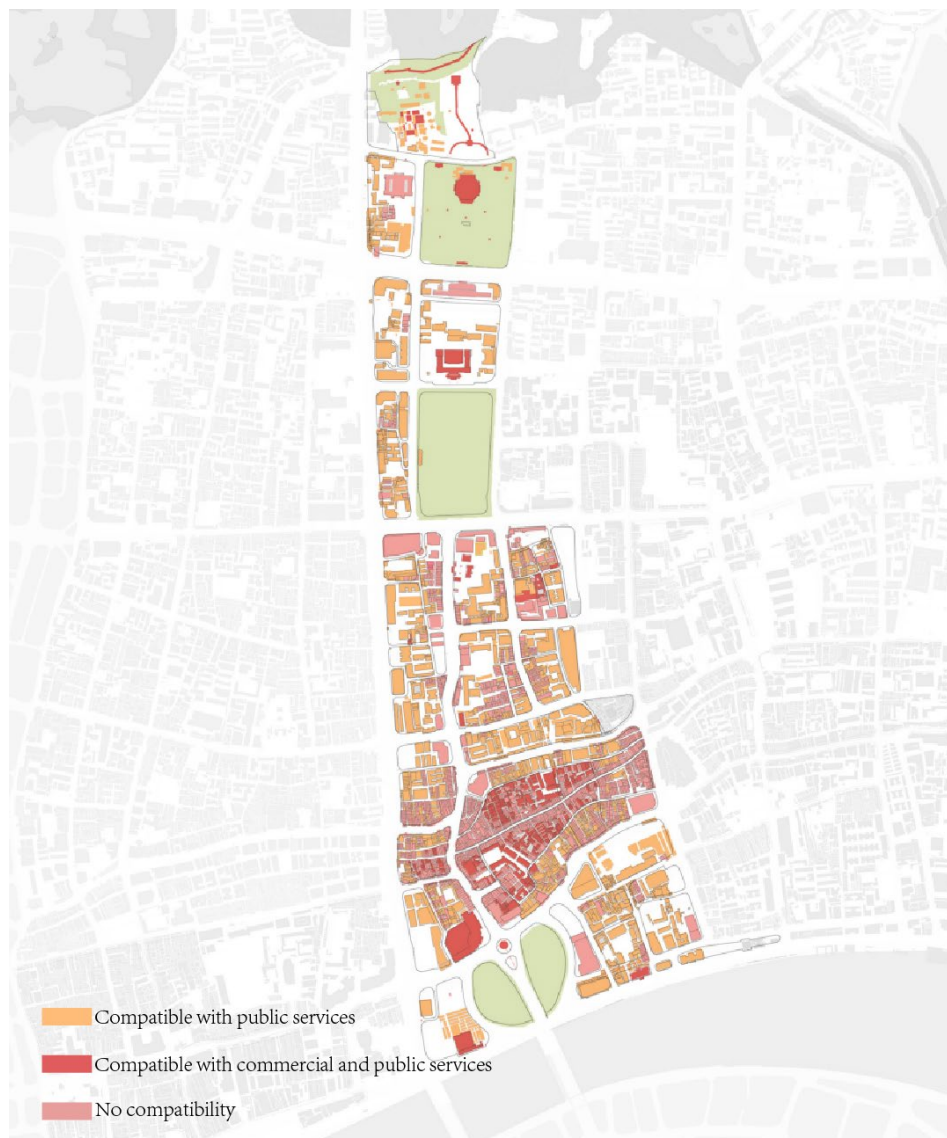 Compatible with public services
Compatible with commercial and public services
No compatibility